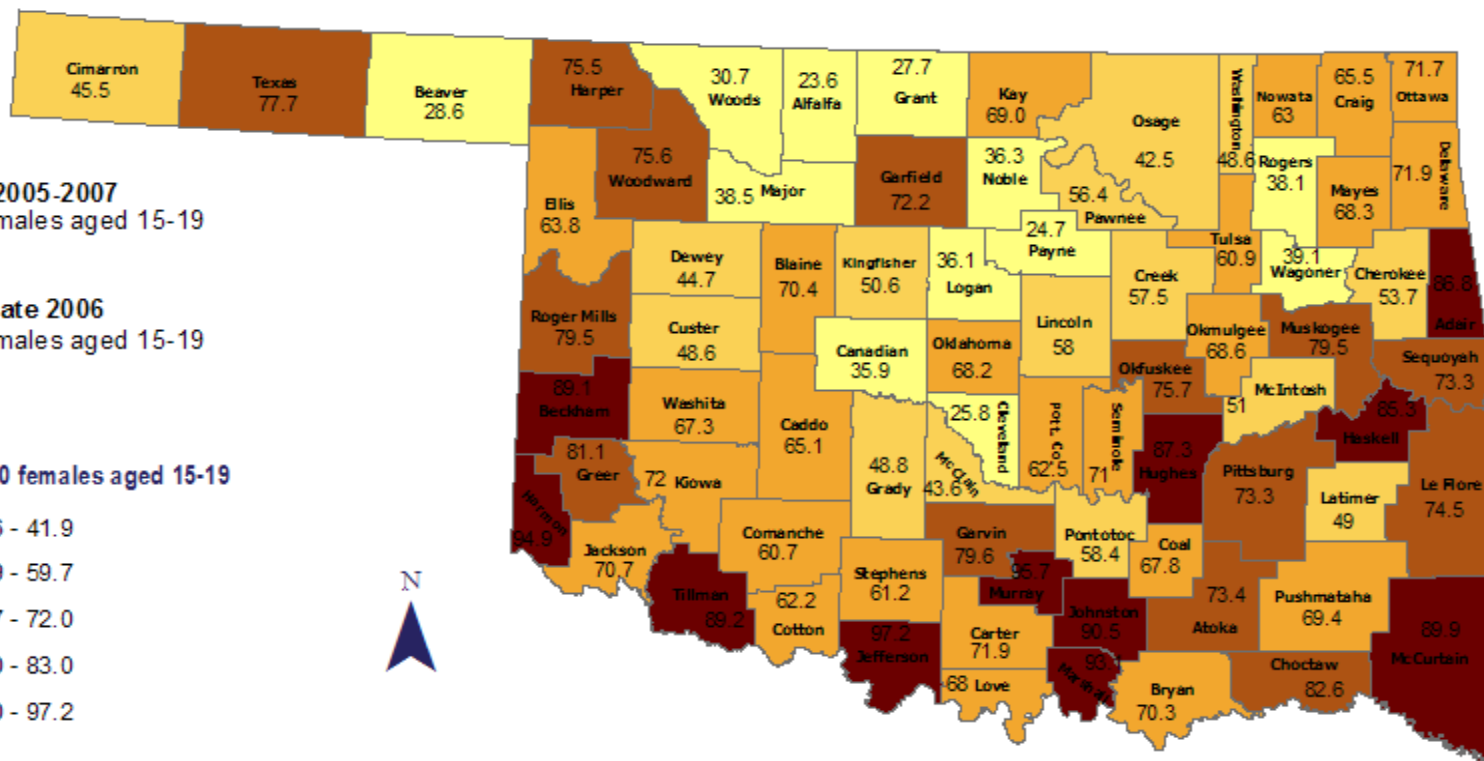 Cimarron
45.5
Texas
77.7
Beaver
28.6
75.5
Harper
30.7
Woods
23.6
Alfalfa
27.7
Grant
Kay
69.0
Osage
42.5
Washington
48.6
Nowata
63
65.5
Craig
71.7
Ottawa
75.6
Woodward
38.5 Major
Garfield
72.2
36.3
Noble
56.4
Pawnee
Rogers
38.1
Mayes
68.3
71.9
Delaware
2005-2007
males aged 15-19
Ellis
63.8
Dewey
44.7
Blaine
70.4
Kingfisher
50.6
36.1
Logan
24.7
Payne
Creek
57.5
Tulsa
60.9
39.1
Wagoner
Cherokee
53.7
86.8
Adair
ate 2006
males aged 15-19
Roger Mills
79.5
Custer
48.6
Canadian
35.9
Oklahoma
68.2
Lincoln
58
Okfuskee
75.7
Okmulgee
68.6
Muskogee
79.5
Sequoyah
73.3
89.1
Beckham
Washita
67.3
Caddo
65.1
25.8
Cleveland
Pott. Co
62.5
Seminole
71
51
McIntosh
85.3
Haskell
0 females aged 15-19
81.1
Greer
72 Kiowa
48.8
Grady
McClain
43.6
87.3
Hughes
Pittsburg
73.3
Latimer
49
Le Flore
74.5
- 41.9
- 59.7
- 72.0
- 83.0
- 97.2
Harmon
94.9
Jackson
70.7
Comanche
60.7
Garvin
79.6
Pontotoc
58.4
Coal
67.8
N
Tillman
89.2
62.2
Cotton
Stephens
61.2
95.7
Murray
Johnston
90.5
73.4
Atoka
Pushmataha
69.4
97.2
Jefferson
Carter
71.9
68 Love
93
Marshall
Bryan
70.3
Choctaw
82.6
89.9
McCurtain